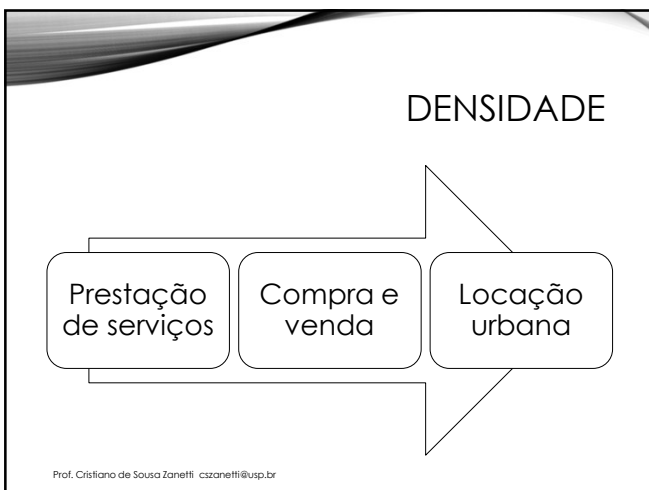 DENSIDADE
Prestação
de serviços
Compra e
venda
Locação
urbana
Prof. Cristiano de Sousa Zanetti cszanetti@usp.br